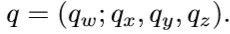 q = (q_w; q_x, q_y, q_z).